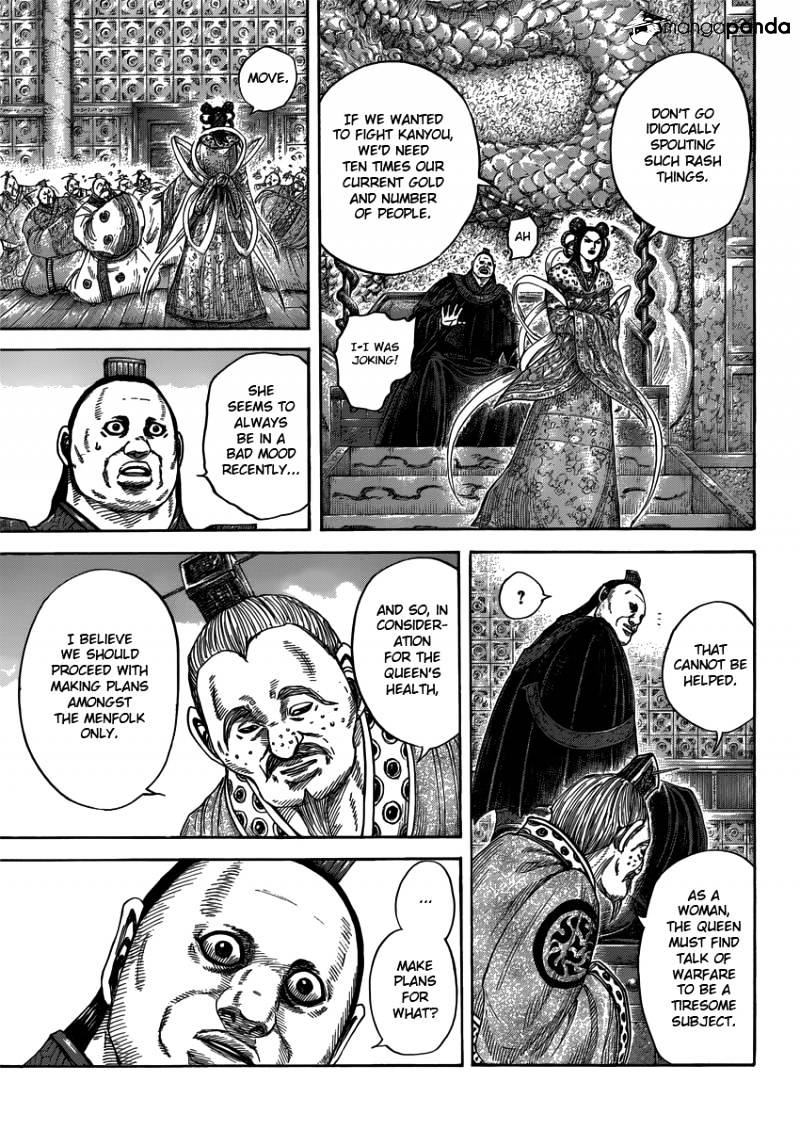 mangapanda
DON'T GO
IDIOTICALLY
SPOUTING
SUCH RASH
THINGS.
IF WE WANTED
TO FIGHT KANYOU,
WE'D NEED
TEN TIMES OUR
CURRENT GOLD
AND NUMBER
OF PEOPLE.
AH
I-I WAS
JOKING!
MOVE.
SHE
SEEMS TO
ALWAYS
BE IN A
BAD MOOD
RECENTLY...
?
THAT
CANNOT BE
HELPED.
AS A
WOMAN,
THE QUEEN
MUST FIND
TALK OF
WARFARE
TO BE A
TIRESOME
SUBJECT.
AND SO, IN
CONSIDER-
ATION
FOR THE
QUEEN'S
HEALTH,
I BELIEVE
WE SHOULD
PROCEED WITH
MAKING PLANS
AMONGST
THE MENFOLK
ONLY.
...
MAKE
PLANS
FOR
WHAT?